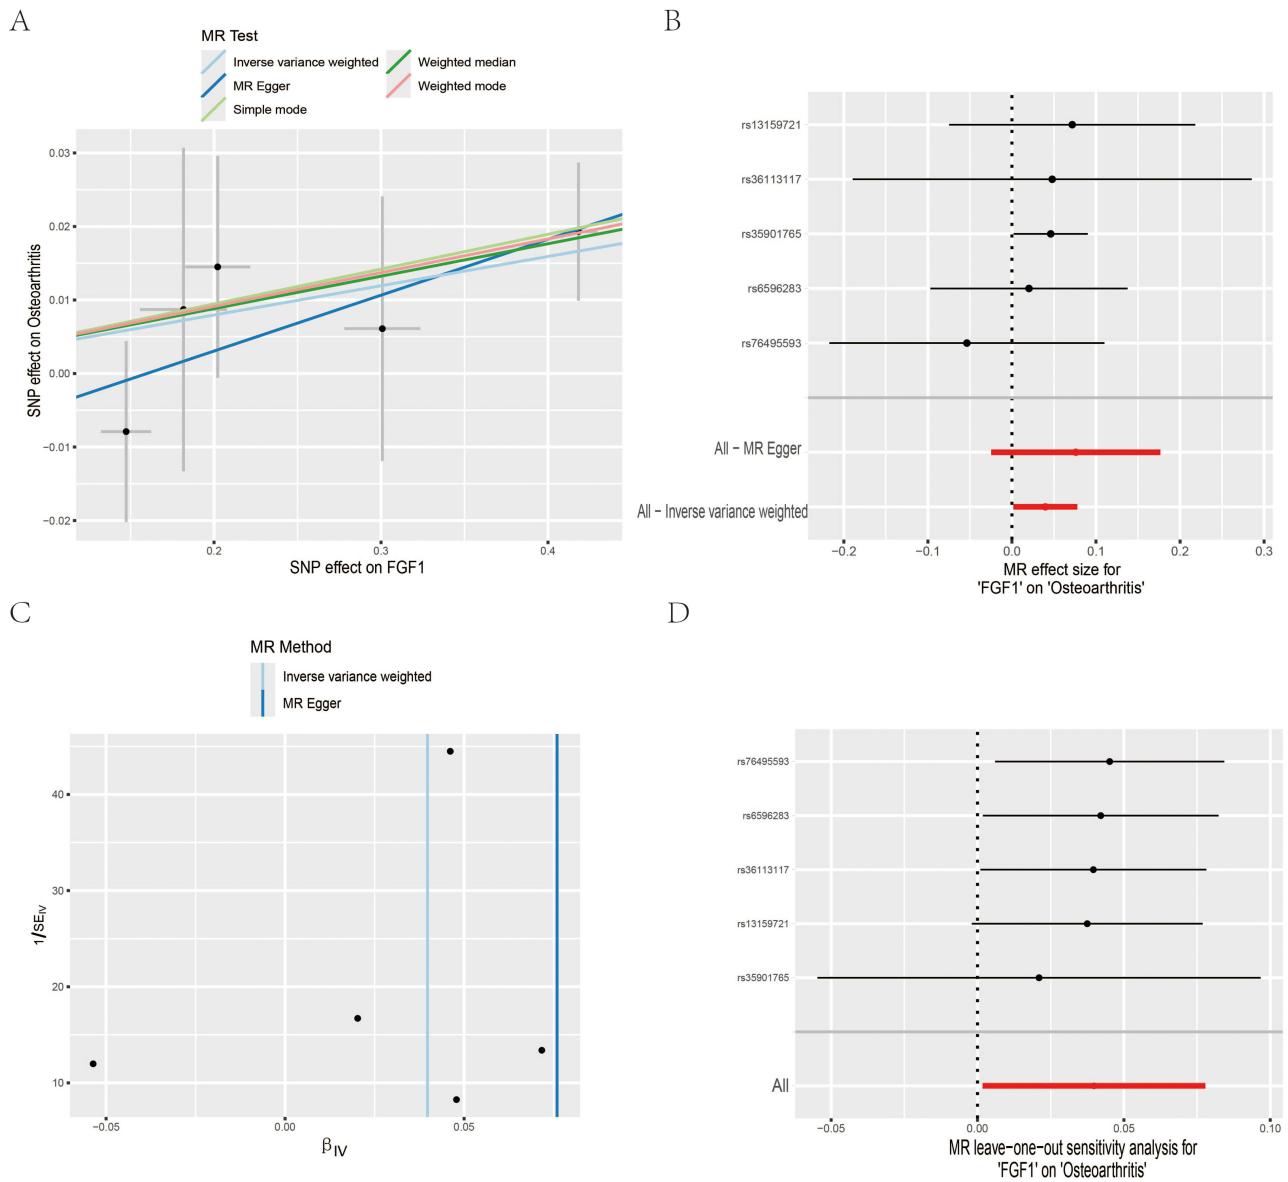 A
MR Test
Inverse variance weighted
Weighted median
MR Egger
Weighted mode
Simple mode
0.03
0.02
0.01
0.00
−0.01
−0.02
SNP effect on Osteoarthritis
0.2
0.3
0.4
SNP effect on FGF1
B
rs13159721
rs36113117
rs35901765
rs6596283
rs76495593
All − MR Egger
All − Inverse variance weighted
−0.2
−0.1
0.0
0.1
0.2
0.3
MR effect size for
'FGF1' on 'Osteoarthritis'
C
MR Method
Inverse variance weighted
MR Egger
40
30
20
10
1/SEIV
−0.05
0.00
0.05
βIV
D
rs76495593
rs6596283
rs36113117
rs13159721
rs35901765
All
−0.05
0.00
0.05
0.10
MR leave−one−out sensitivity analysis for
'FGF1' on 'Osteoarthritis'